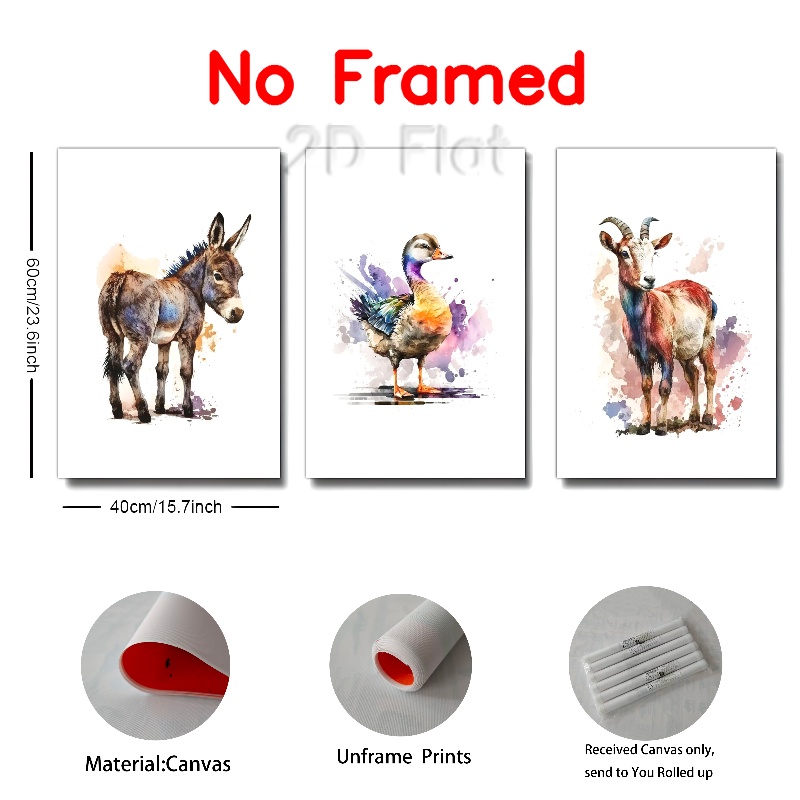 No Framed
2D Flat
60cm/23.6inch
40cm/15.7inch
Material:Canvas
Unframe Prints
Received Canvas only,
send to You Rolled up